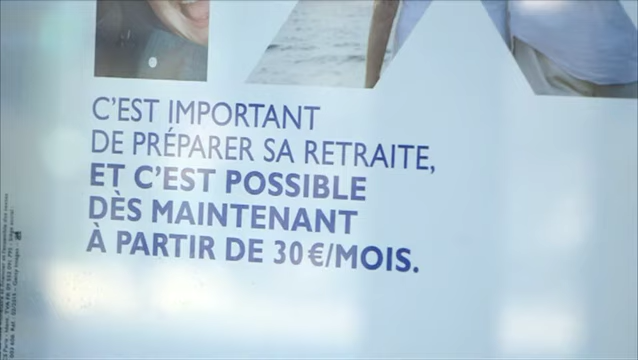 C'EST IMPORTANT
DE PRÉPARER SA RETRAITE,
ET C'EST POSSIBLE
DÈS MAINTENANT
À PARTIR DE 30€/MOIS.